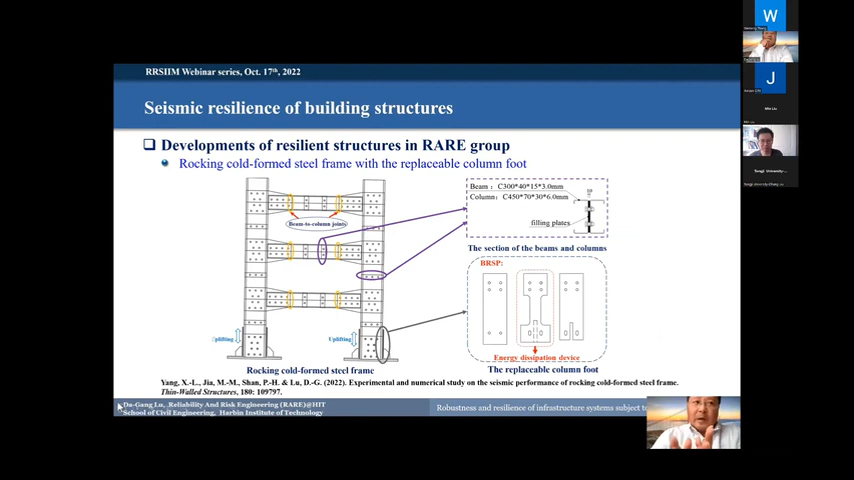 RRSIIM Webinar series, Oct. 17th, 2022
Seismic resilience of building structures
Developments of resilient structures in RARE group
Rocking cold-formed steel frame with the replaceable column foot
Beam-to-column joints
Uplifting
Rocking cold-formed steel frame
Beam: C300*40*15*3.0mm
Column: C450*70*30*6.0mm
filling plates
The section of the beams and columns
BRSP:
Energy dissipation device
The replaceable column foot
Yang, X.-L., Jia, M.-M., Shan, P.-H. & Lu, D.-G. (2022). Experimental and numerical study on the seismic performance of rocking cold-formed steel frame.
Thin-Walled Structures, 180: 109797.
Da-Gang Lu, Reliability And Risk Engineering (RARE)@HIT
School of Civil Engineering, Harbin Institute of Technology
Robustness and resilience of infrastructure systems subject to
W
J
Min Liu
Tongji University-